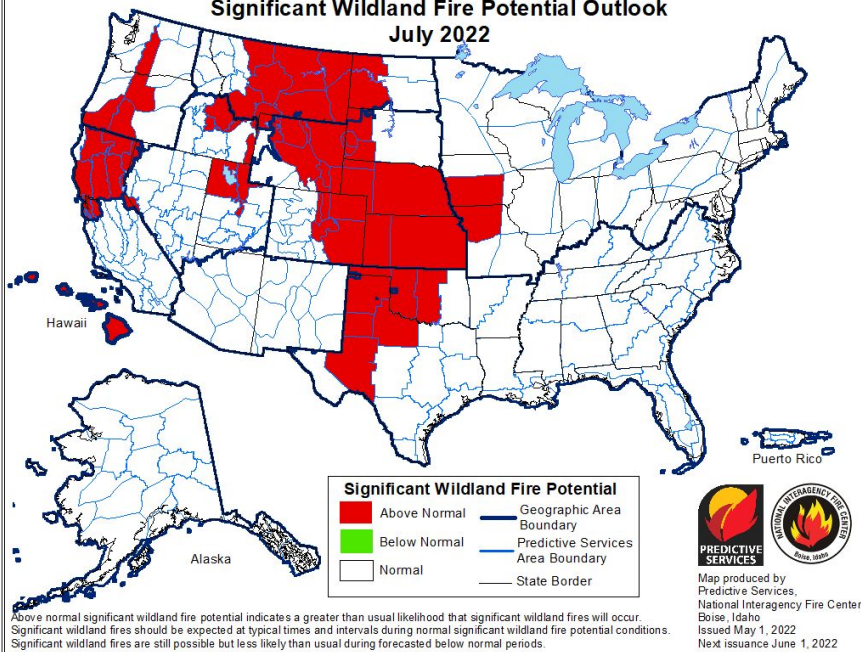 Significant Wildland Fire Potential Outlook
July 2022
Hawaii
Alaska
Puerto Rico
Significant Wildland Fire Potential
Above Normal
Below Normal
Normal
Geographic Area
Boundary
Predictive Services
Area Boundary
State Border
PREDICTIVE
SERVICES
NATIONAL INTERAGENCY FIRE CENTER
Boise, Idaho
Map produced by
Predictive Services,
National Interagency Fire Center
Boise, Idaho
Issued May 1, 2022
Next issuance June 1, 2022
Above normal significant wildland fire potential indicates a greater than usual likelihood that significant wildland fires will occur.
Significant wildland fires should be expected at typical times and intervals during normal significant wildland fire potential conditions.
Significant wildland fires are still possible but less likely than usual during forecasted below normal periods.